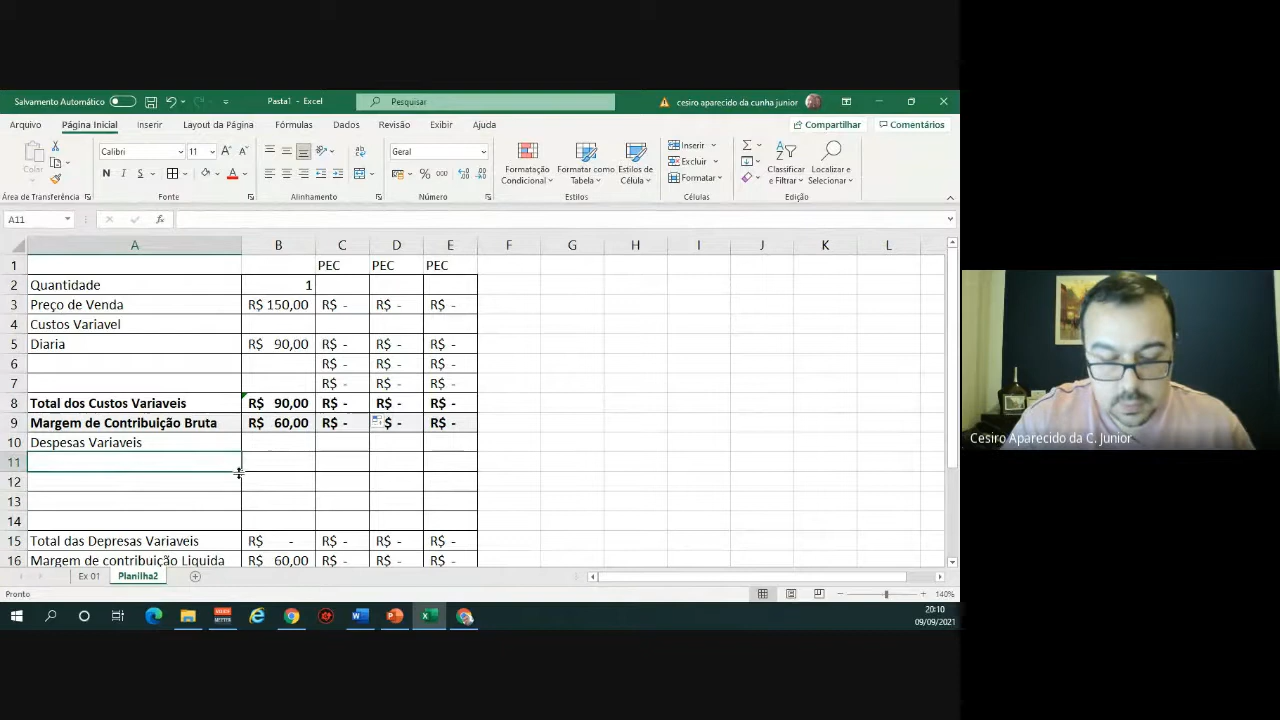 Salvamento Automático
Pasta1 - Excel
Pesquisar
cesiro aparecido da cunha junior
Arquivo Página Inicial Inserir Layout da Página Fórmulas Dados Revisão Exibir Ajuda
Compartilhar Comentários
Colar
Calibri 11
Geral
Formatação Condicional
Formatar como Tabela
Estilos de Célula
Inserir
Excluir
Formatar
Classificar e Filtrar
Localizar e Selecionar
N I S
% 000
Área de Transferência Fonte Alinhamento Número Estilos Células Edição
A11 fx
A B C D E F G H I J K L
1 PEC PEC PEC
2 Quantidade 1
3 Preço de Venda R$ 150,00 R$ - R$ - R$ -
4 Custos Variavel
5 Diaria R$ 90,00 R$ - R$ - R$ -
6 R$ - R$ - R$ -
7 R$ - R$ - R$ -
8 Total dos Custos Variaveis R$ 90,00 R$ - R$ - R$ -
9 Margem de Contribuição Bruta R$ 60,00 R$ - $ - R$ -
10 Despesas Variaveis
11
12
13
14
15 Total das Depresas Variaveis R$ - R$ - R$ - R$ -
16 Margem de contribuição Liquida R$ 60,00 R$ - R$ - R$ -
Ex 01 Planilha2
Pronto 140%
20:10
09/09/2021
Cesiro Aparecido da C. Junior